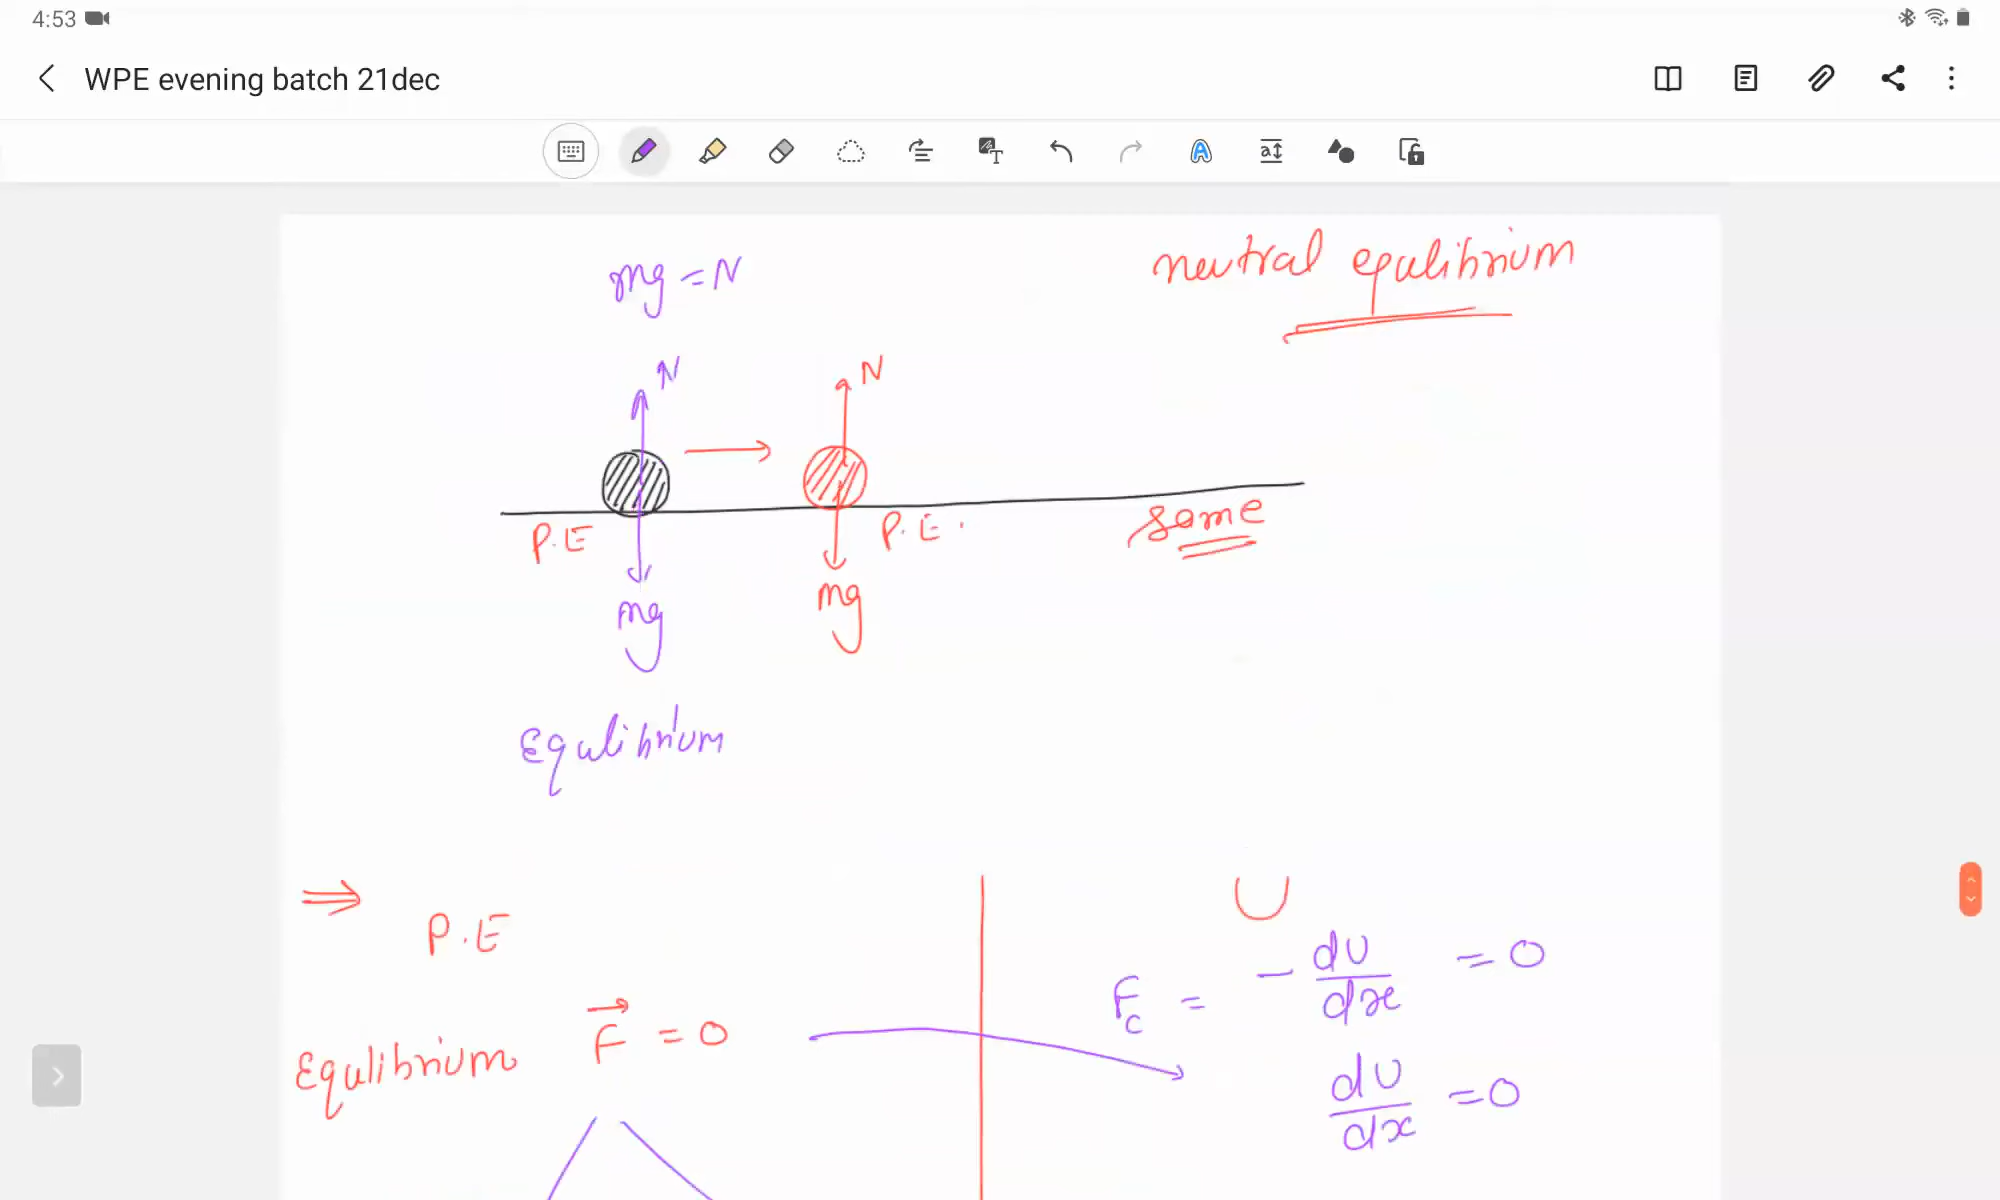 4:53
WPE evening batch 21dec
mg = N
neutral equlibrium
N
N
P.E
P.E.
same
mg
mg
Equlibrium
⇒ P.E
U
F_c = - dU/dx = 0
Equlibrium F⃗ = 0
dU/dx = 0